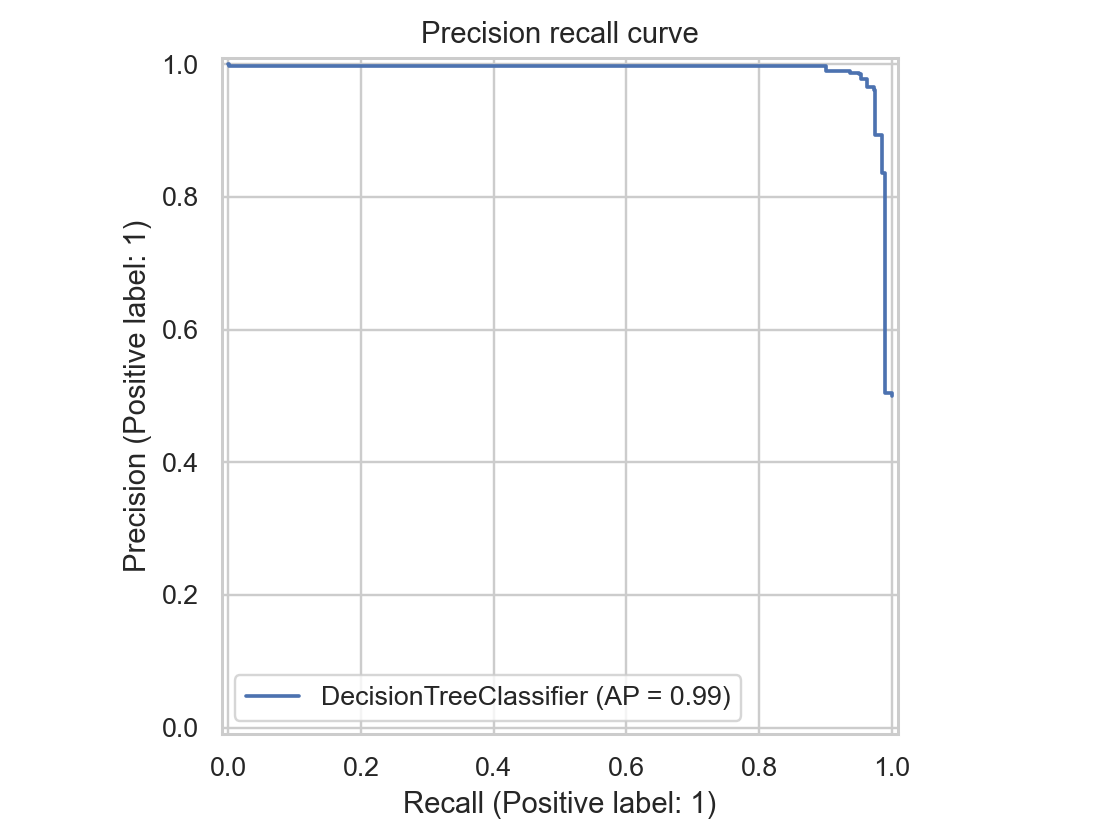 Precision recall curve
1.0
0.8
0.6
0.4
0.2
0.0
Precision (Positive label: 1)
DecisionTreeClassifier (AP = 0.99)
0.0 0.2 0.4 0.6 0.8 1.0
Recall (Positive label: 1)